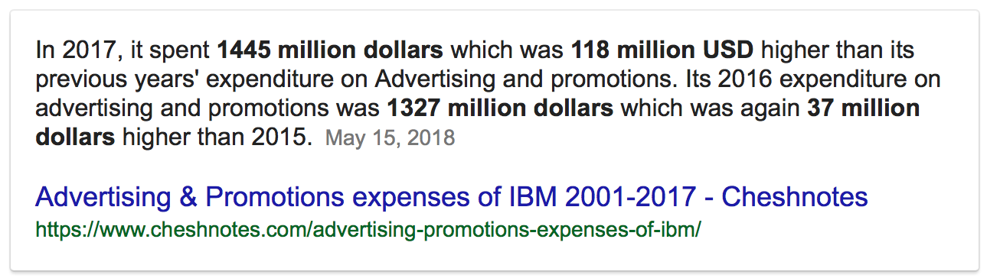 In 2017, it spent 1445 million dollars which was 118 million USD higher than its
previous years' expenditure on Advertising and promotions. Its 2016 expenditure on
advertising and promotions was 1327 million dollars which was again 37 million
dollars higher than 2015. May 15, 2018
Advertising & Promotions expenses of IBM 2001-2017 - Cheshnotes
https://www.cheshnotes.com/advertising-promotions-expenses-of-ibm/